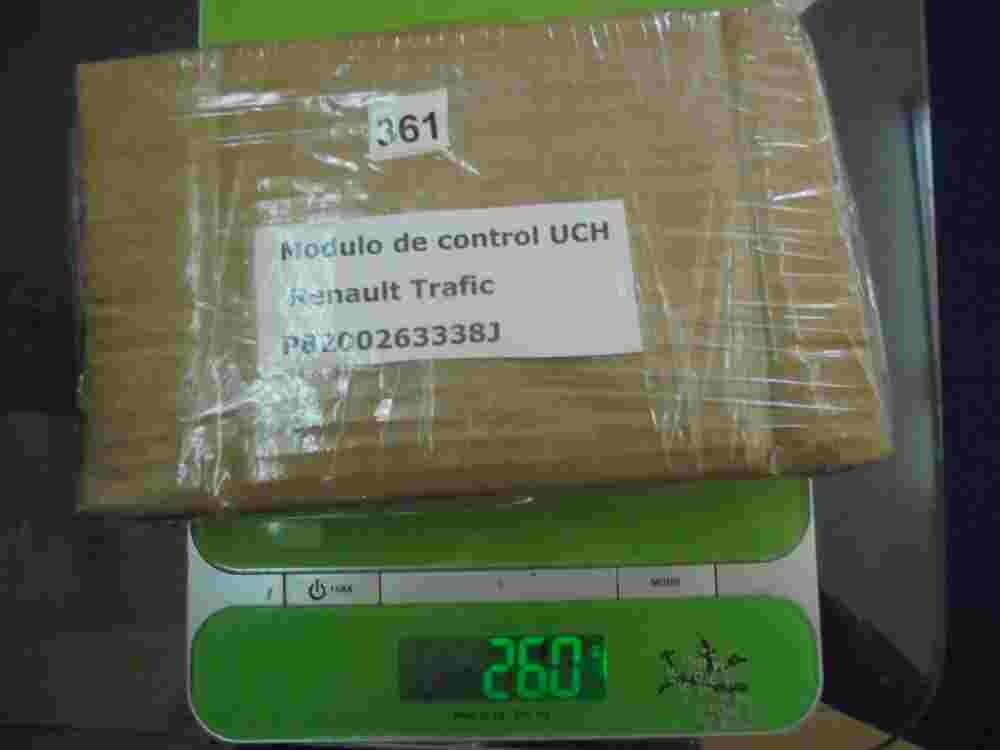 361
Modulo de control UCH
Renault Trafic
P8200263338J
MODE
260